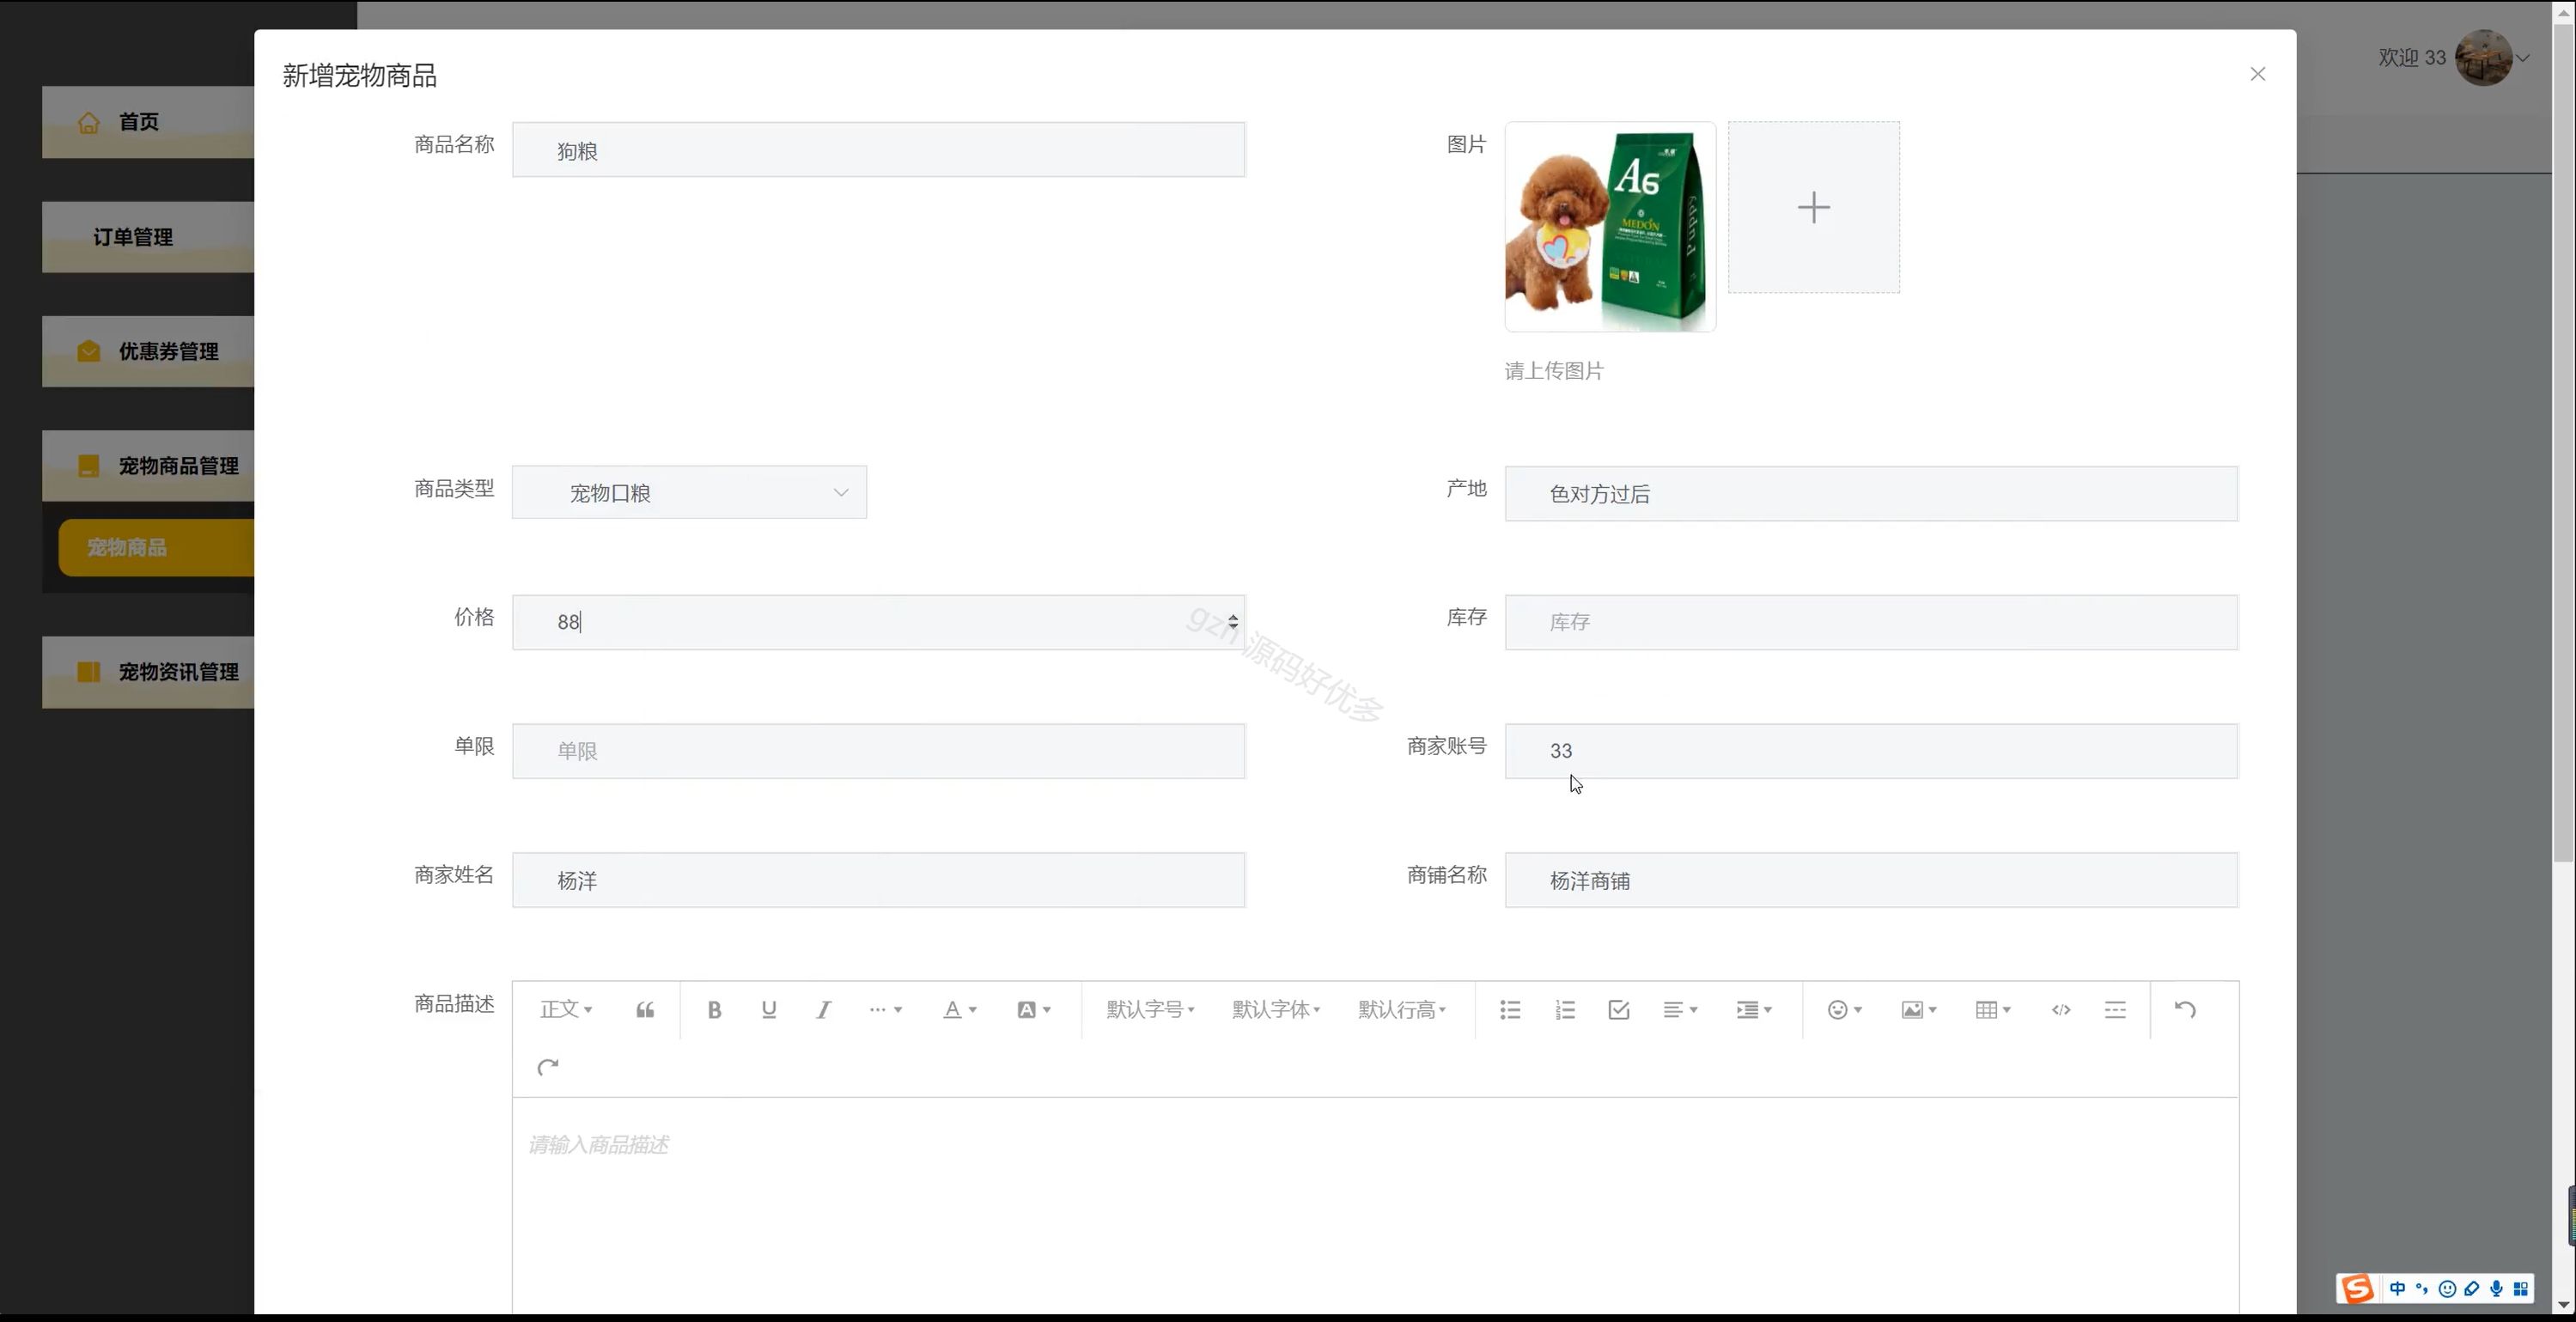 欢迎 33
新增宠物商品
首页
订单管理
优惠券管理
宠物商品管理
宠物商品
宠物资讯管理
商品名称
狗粮
图片
A6
MEDON
Puppy
请上传图片
商品类型
宠物口粮
产地
色对方过后
价格
88
库存
库存
单限
单限
商家账号
33
商家姓名
杨洋
商铺名称
杨洋商铺
商品描述
正文
B U I
A
A
默认字号
默认字体
默认行高
请输入商品描述
gzh 源码好优多
S 中